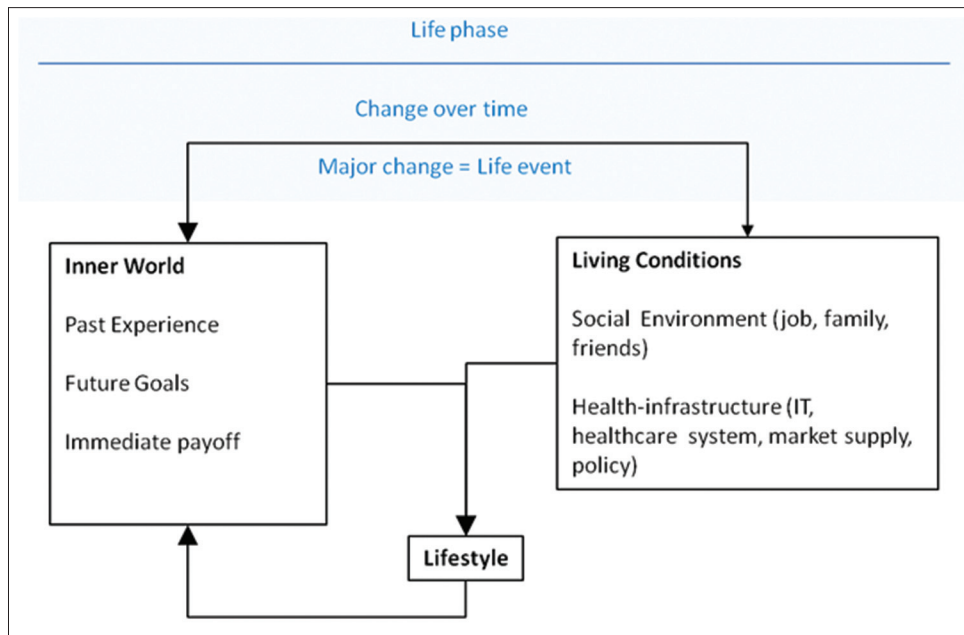 Life phase
Change over time
Major change = Life event
Inner World
Past Experience
Future Goals
Immediate payoff
Living Conditions
Social Environment (job, family,
friends)
Health-infrastructure (IT,
healthcare system, market supply,
policy)
Lifestyle